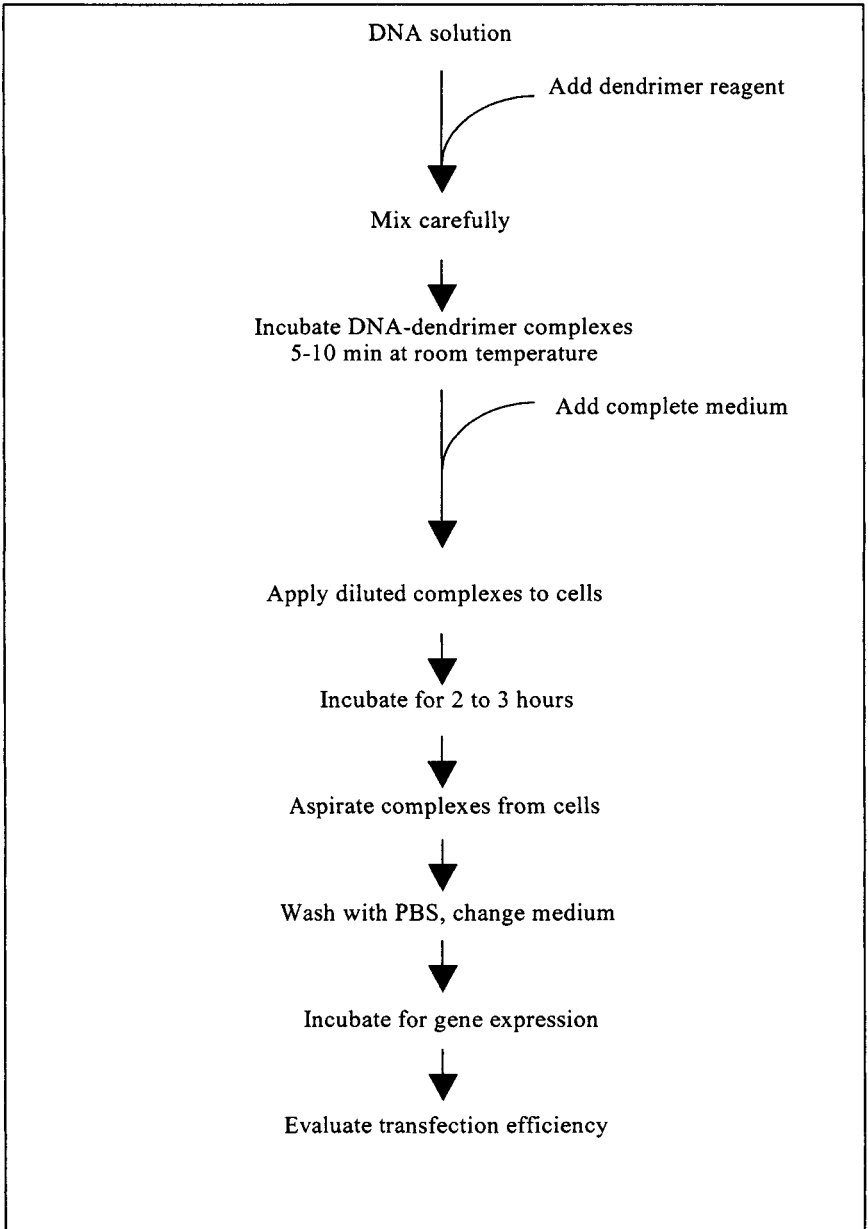 DNA solution
Add dendrimer reagent
Mix carefully
Incubate DNA-dendrimer complexes
5-10 min at room temperature
Add complete medium
Apply diluted complexes to cells
Incubate for 2 to 3 hours
Aspirate complexes from cells
Wash with PBS, change medium
Incubate for gene expression
Evaluate transfection efficiency